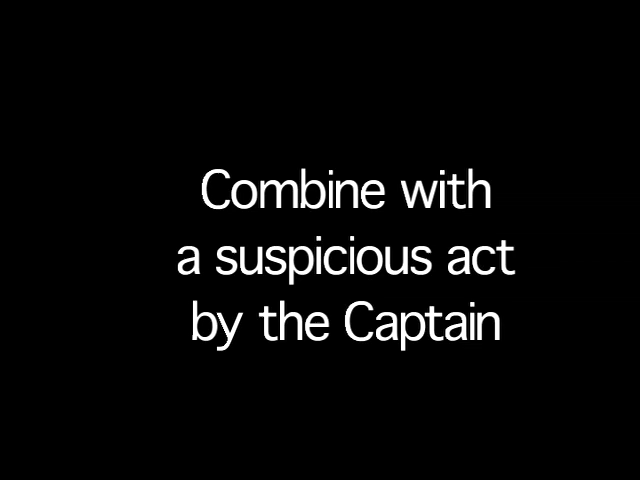 Combine with
a suspicious act
by the Captain